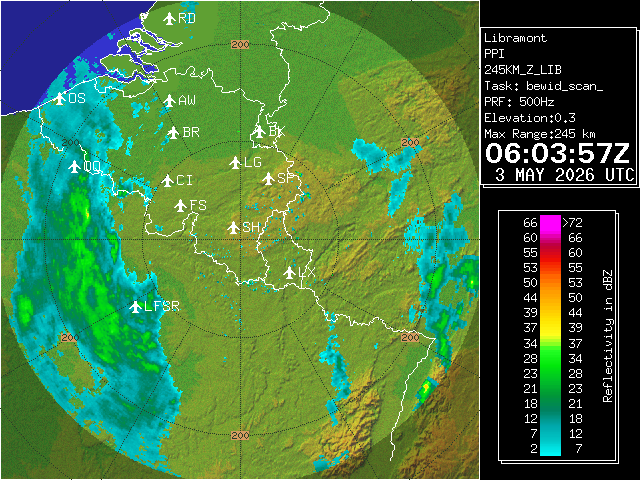 Libramont
PPI
245KM_Z_LIB
Task: bewid_scan_
PRF: 500Hz
Elevation:0.3
Max Range:245 km
06:03:57Z
3 MAY 2026 UTC
RD
200
OS
AW
BR
BK
200
QO
LG
CI
SP
FS
SH
LX
LFSR
200
200
200
66 >72
60 66
55 60
53 55
50 53
44 50
39 44
37 39
34 37
28 34
23 28
21 23
18 21
12 18
7 12
2 7
Reflectivity in dBZ